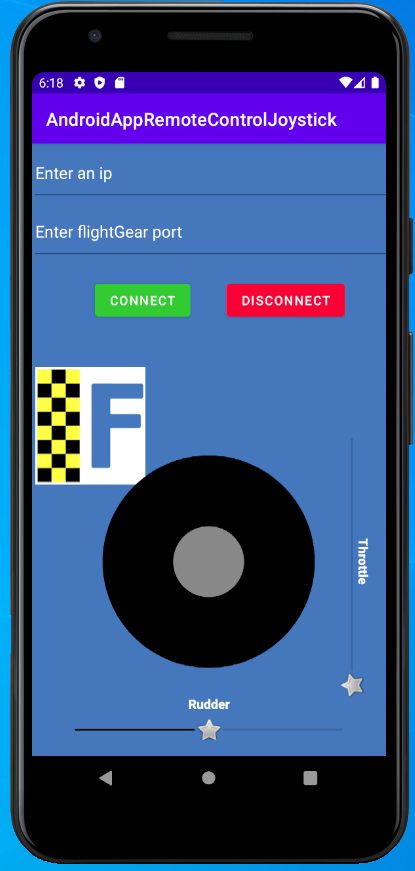 6:18
AndroidAppRemoteControlJoystick
Enter an ip
Enter flightGear port
CONNECT DISCONNECT
F
Throttle
Rudder